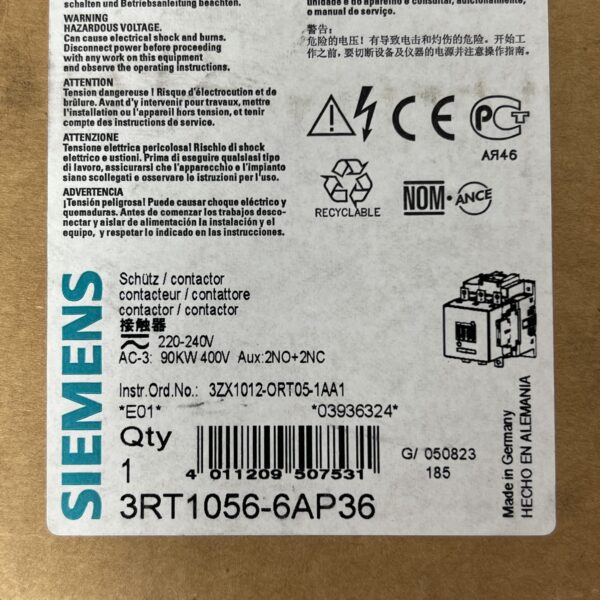 schalten und Betriebsanleitung beachten.
WARNING
HAZARDOUS VOLTAGE.
Can cause electrical shock and burns.
Disconnect power before proceeding
with any work on this equipment
and observe the operating instructions.
ATTENTION
Tension dangereuse ! Risque d'électrocution et de
brûlure. Avant d'y intervenir pour travaux, mettre
l'installation ou l'appareil hors tension, et tenir
compte des instructions de service.
ATTENZIONE
Tensione elettrica pericolosa! Rischio di shock
elettrico e ustioni. Prima di eseguire qualsiasi tipo
di lavoro, assicurarsi che l'apparecchio e l'impianto
siano scollegati e osservare le istruzioni per l'uso.
ADVERTENCIA
¡Tensión peligrosa! Puede causar choque eléctrico y
quemaduras. Antes de comenzar los trabajos desco-
nectar y aislar de alimentación la instalación y el
equipo, y respetar lo indicado en las instrucciones.
unidade e do aparelho e consultar, adicionalmente,
o manual de serviço.
警告:
危险的电压! 有导致电击和灼伤的危险。开始工
作之前, 要切断设备及仪器的电源并注意操作指南。
CE
АЯ46
RECYCLABLE
NOM-ANCE
SIEMENS
Schütz / contactor
contacteur / contattore
contactor / contactor
接触器
220-240V
AC-3: 90KW 400V Aux:2NO+2NC
Instr.Ord.No.: 3ZX1012-0RT05-1AA1
*E01* *03936324*
Qty
1
4 011209 507531
G/ 050823
185
3RT1056-6AP36
Made in Germany
HECHO EN ALEMANIA